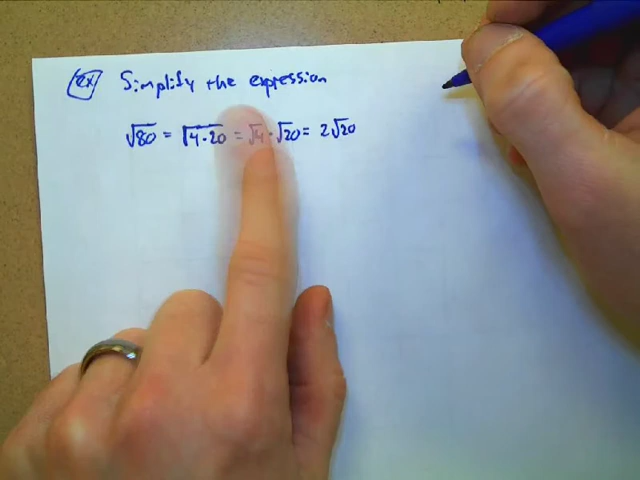 ex Simplify the expression
√80 = √4·20 = √4·√20 = 2√20